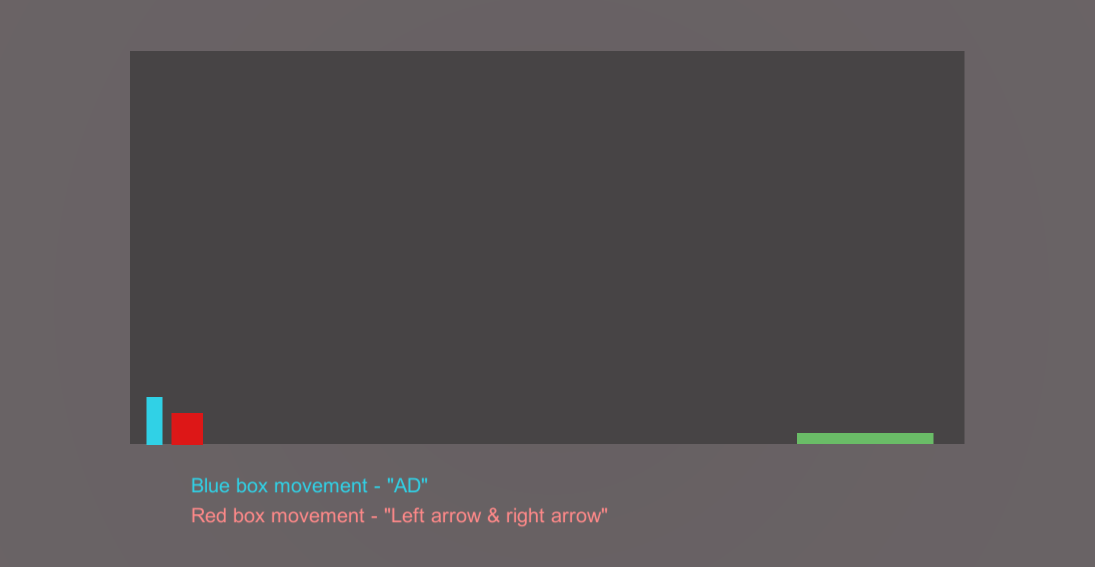 Blue box movement - "AD"
Red box movement - "Left arrow & right arrow"